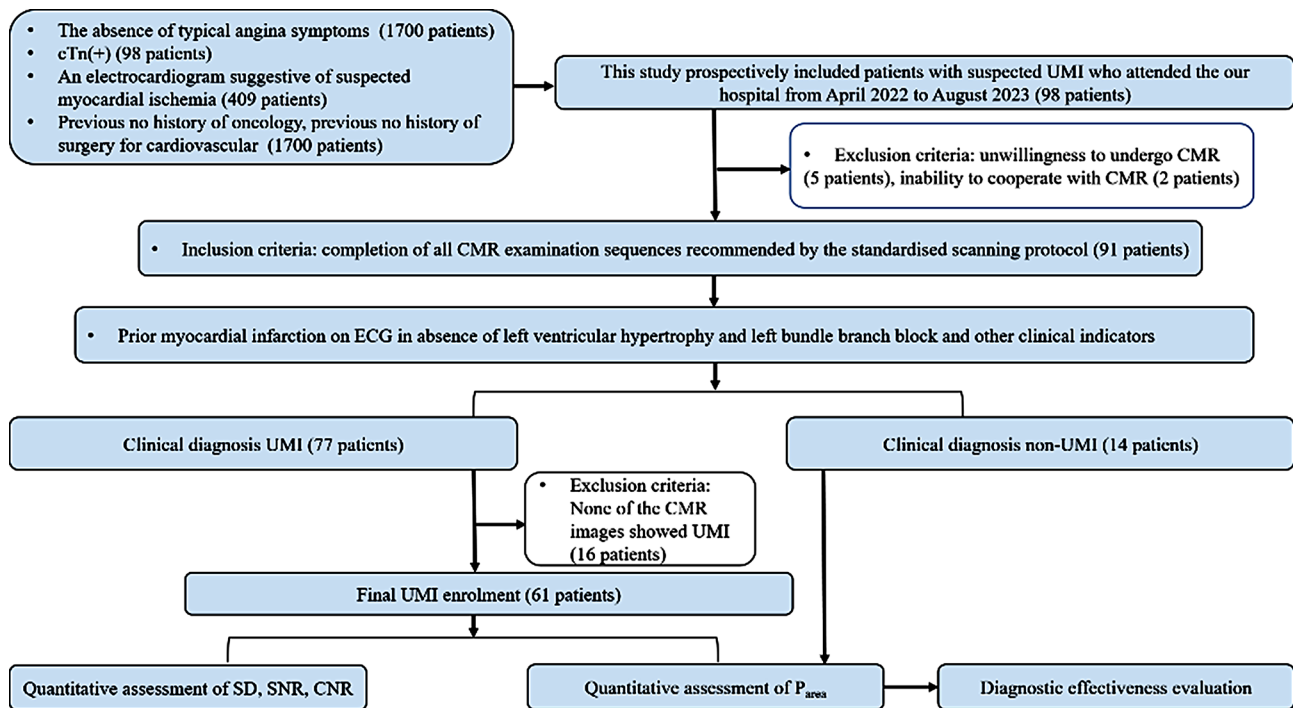 • The absence of typical angina symptoms (1700 patients)
• cTn(+) (98 patients)
• An electrocardiogram suggestive of suspected
myocardial ischemia (409 patients)
• Previous no history of oncology, previous no history of
surgery for cardiovascular (1700 patients)
This study prospectively included patients with suspected UMI who attended the our
hospital from April 2022 to August 2023 (98 patients)
• Exclusion criteria: unwillingness to undergo CMR
(5 patients), inability to cooperate with CMR (2 patients)
• Inclusion criteria: completion of all CMR examination sequences recommended by the standardised scanning protocol (91 patients)
• Prior myocardial infarction on ECG in absence of left ventricular hypertrophy and left bundle branch block and other clinical indicators
Clinical diagnosis UMI (77 patients)
Clinical diagnosis non-UMI (14 patients)
• Exclusion criteria:
None of the CMR
images showed UMI
(16 patients)
Final UMI enrolment (61 patients)
Quantitative assessment of SD, SNR, CNR
Quantitative assessment of Parea
Diagnostic effectiveness evaluation